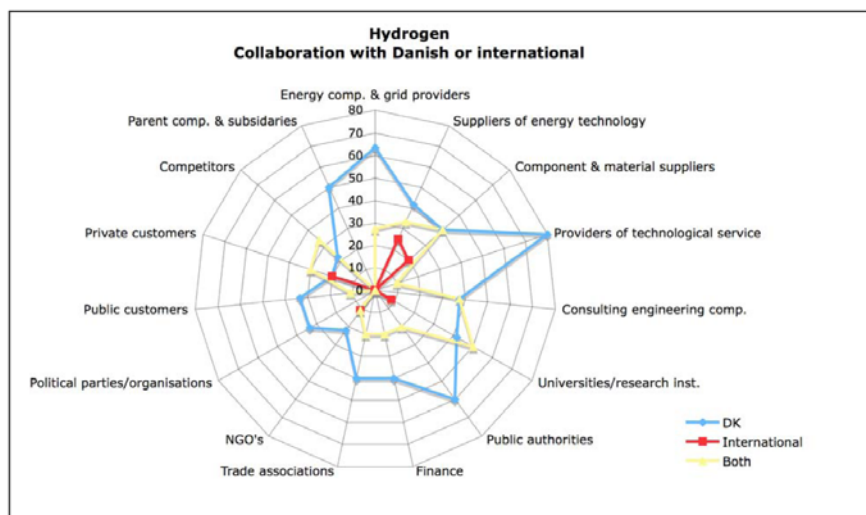 Hydrogen
Collaboration with Danish or international
Energy comp. & grid providers
Parent comp. & subsidaries
Suppliers of energy technology
Competitors
Component & material suppliers
Private customers
Providers of technological service
Public customers
Consulting engineering comp.
Political parties/organisations
Universities/research inst.
NGO's
Public authorities
Trade associations
Finance
80
70
60
50
40
30
20
10
0
DK
International
Both